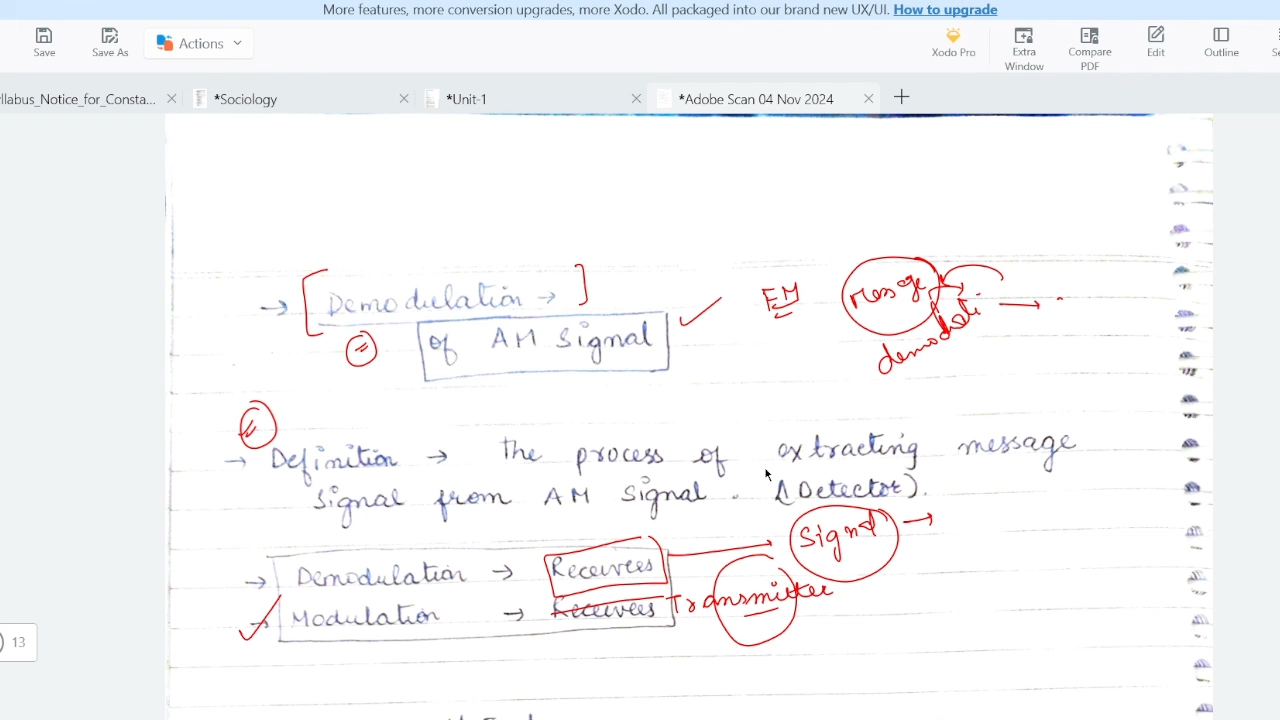 More features, more conversion upgrades, more Xodo. All packaged into our brand new UX/UI. How to upgrade
Save
Save As
Actions
Xodo Pro
Extra Window
Compare PDF
Edit
Outline
llabus_Notice_for_Consta...
*Sociology
*Unit-1
*Adobe Scan 04 Nov 2024
→ [Demodulation →]
of AM Signal
EM
message
demodulati
→ Definition → The process of extracting message
signal from AM signal. (Detector).
Signal →
→ Demodulation → Receivees
→ Modulation → Receivees Transmitter
13